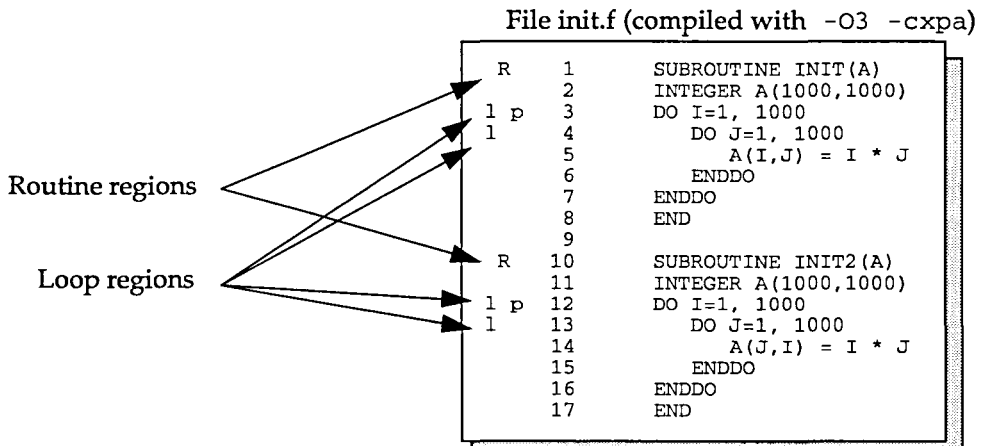 File init.f (compiled with -O3 -cxpa)
R 1 SUBROUTINE INIT(A)
2 INTEGER A(1000,1000)
l p 3 DO I=1, 1000
l 4 DO J=1, 1000
5 A(I,J) = I * J
6 ENDDO
7 ENDDO
8 END
9
R 10 SUBROUTINE INIT2(A)
11 INTEGER A(1000,1000)
l p 12 DO I=1, 1000
l 13 DO J=1, 1000
14 A(J,I) = I * J
15 ENDDO
16 ENDDO
17 END
Routine regions
Loop regions